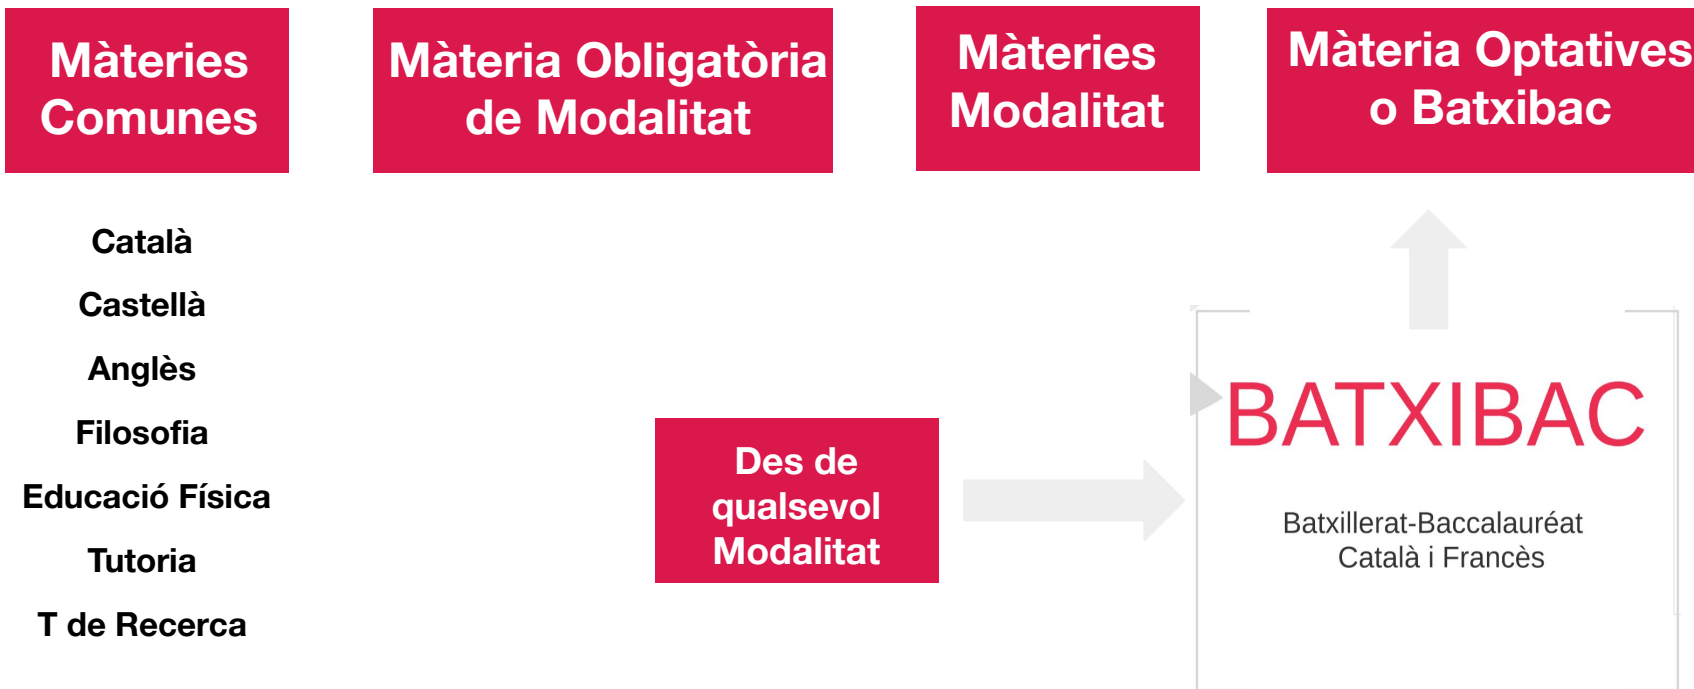 Màteries
Comunes
Màteria Obligatòria
de Modalitat
Màteries
Modalitat
Màteria Optatives
o Batxibac
Català
Castellà
Anglès
Filosofia
Educació Física
Tutoria
T de Recerca
Des de
qualsevol
Modalitat
BATXIBAC
Batxillerat-Baccalauréat
Català i Francès